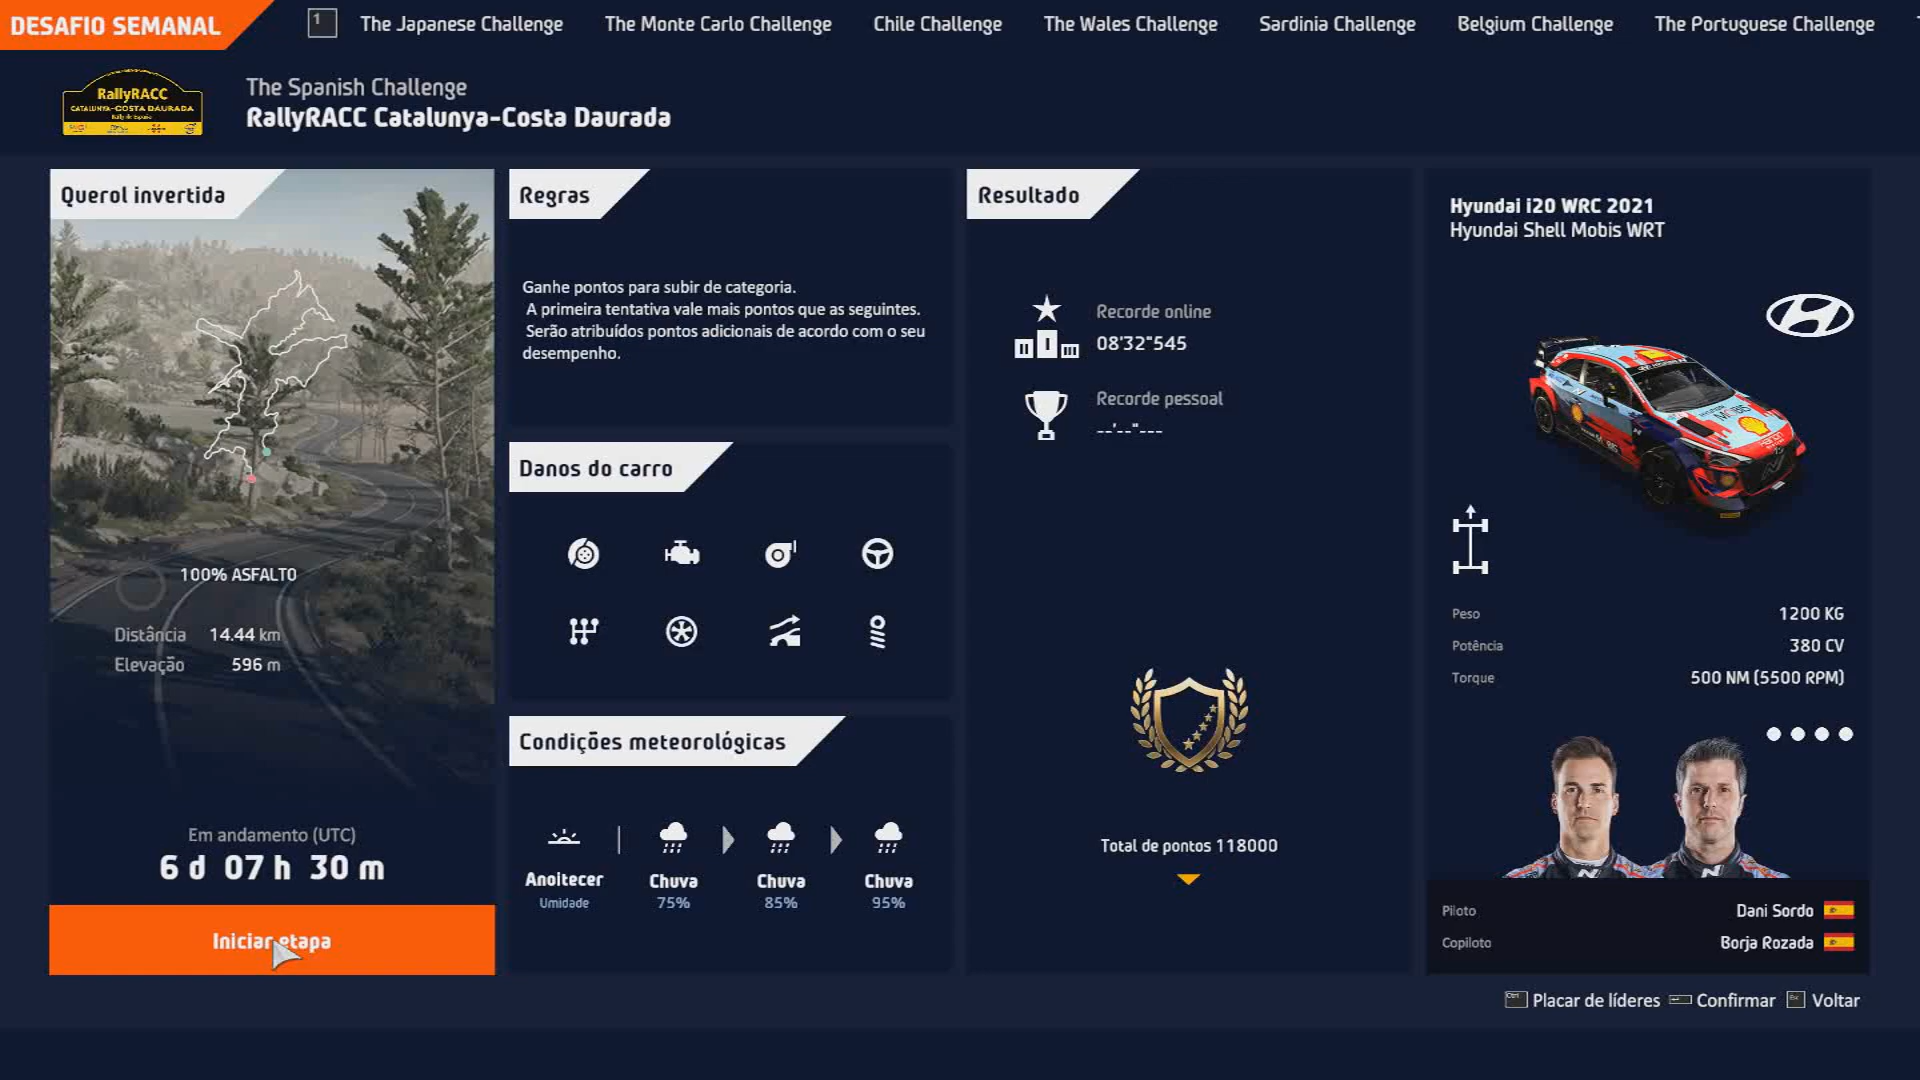 DESAFIO SEMANAL
1
The Japanese Challenge
The Monte Carlo Challenge
Chile Challenge
The Wales Challenge
Sardinia Challenge
Belgium Challenge
The Portuguese Challenge
RallyRACC
CATALUNYA-COSTA DAURADA
Rally de España
The Spanish Challenge
RallyRACC Catalunya-Costa Daurada
Querol invertida
100% ASFALTO
Distância 14.44 km
Elevação 596 m
Em andamento (UTC)
6 d 07 h 30 m
Iniciar etapa
Regras
Ganhe pontos para subir de categoria.
A primeira tentativa vale mais pontos que as seguintes.
Serão atribuídos pontos adicionais de acordo com o seu
desempenho.
Danos do carro
Condições meteorológicas
Anoitecer
Umidade
Chuva
75%
Chuva
85%
Chuva
95%
Resultado
Recorde online
08'32"545
Recorde pessoal
--'--"---
Total de pontos 118000
Hyundai i20 WRC 2021
Hyundai Shell Mobis WRT
Peso 1200 KG
Potência 380 CV
Torque 500 NM (5500 RPM)
Piloto Dani Sordo
Copiloto Borja Rozada
Ctrl Placar de líderes Confirmar Voltar